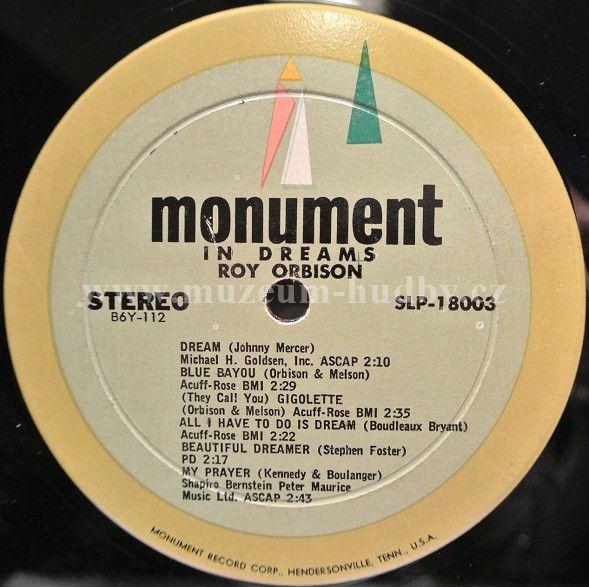 monument
IN DREAMS
ROY ORBISON
www.muzeum-hudby.cz
STEREO SLP-18003
B6Y-112
DREAM (Johnny Mercer)
Michael H. Goldsen, Inc. ASCAP 2:10
BLUE BAYOU (Orbison & Melson)
Acuff-Rose BMI 2:29
(They Call You) GIGOLETTE
(Orbison & Melson) Acuff-Rose BMI 2:35
ALL I HAVE TO DO IS DREAM (Boudleaux Bryant)
Acuff-Rose BMI 2:22
BEAUTIFUL DREAMER (Stephen Foster)
PD 2:17
MY PRAYER (Kennedy & Boulanger)
Shapiro Bernstein Peter Maurice
Music Ltd. ASCAP 2:43
MONUMENT RECORD CORP., HENDERSONVILLE, TENN., U.S.A.